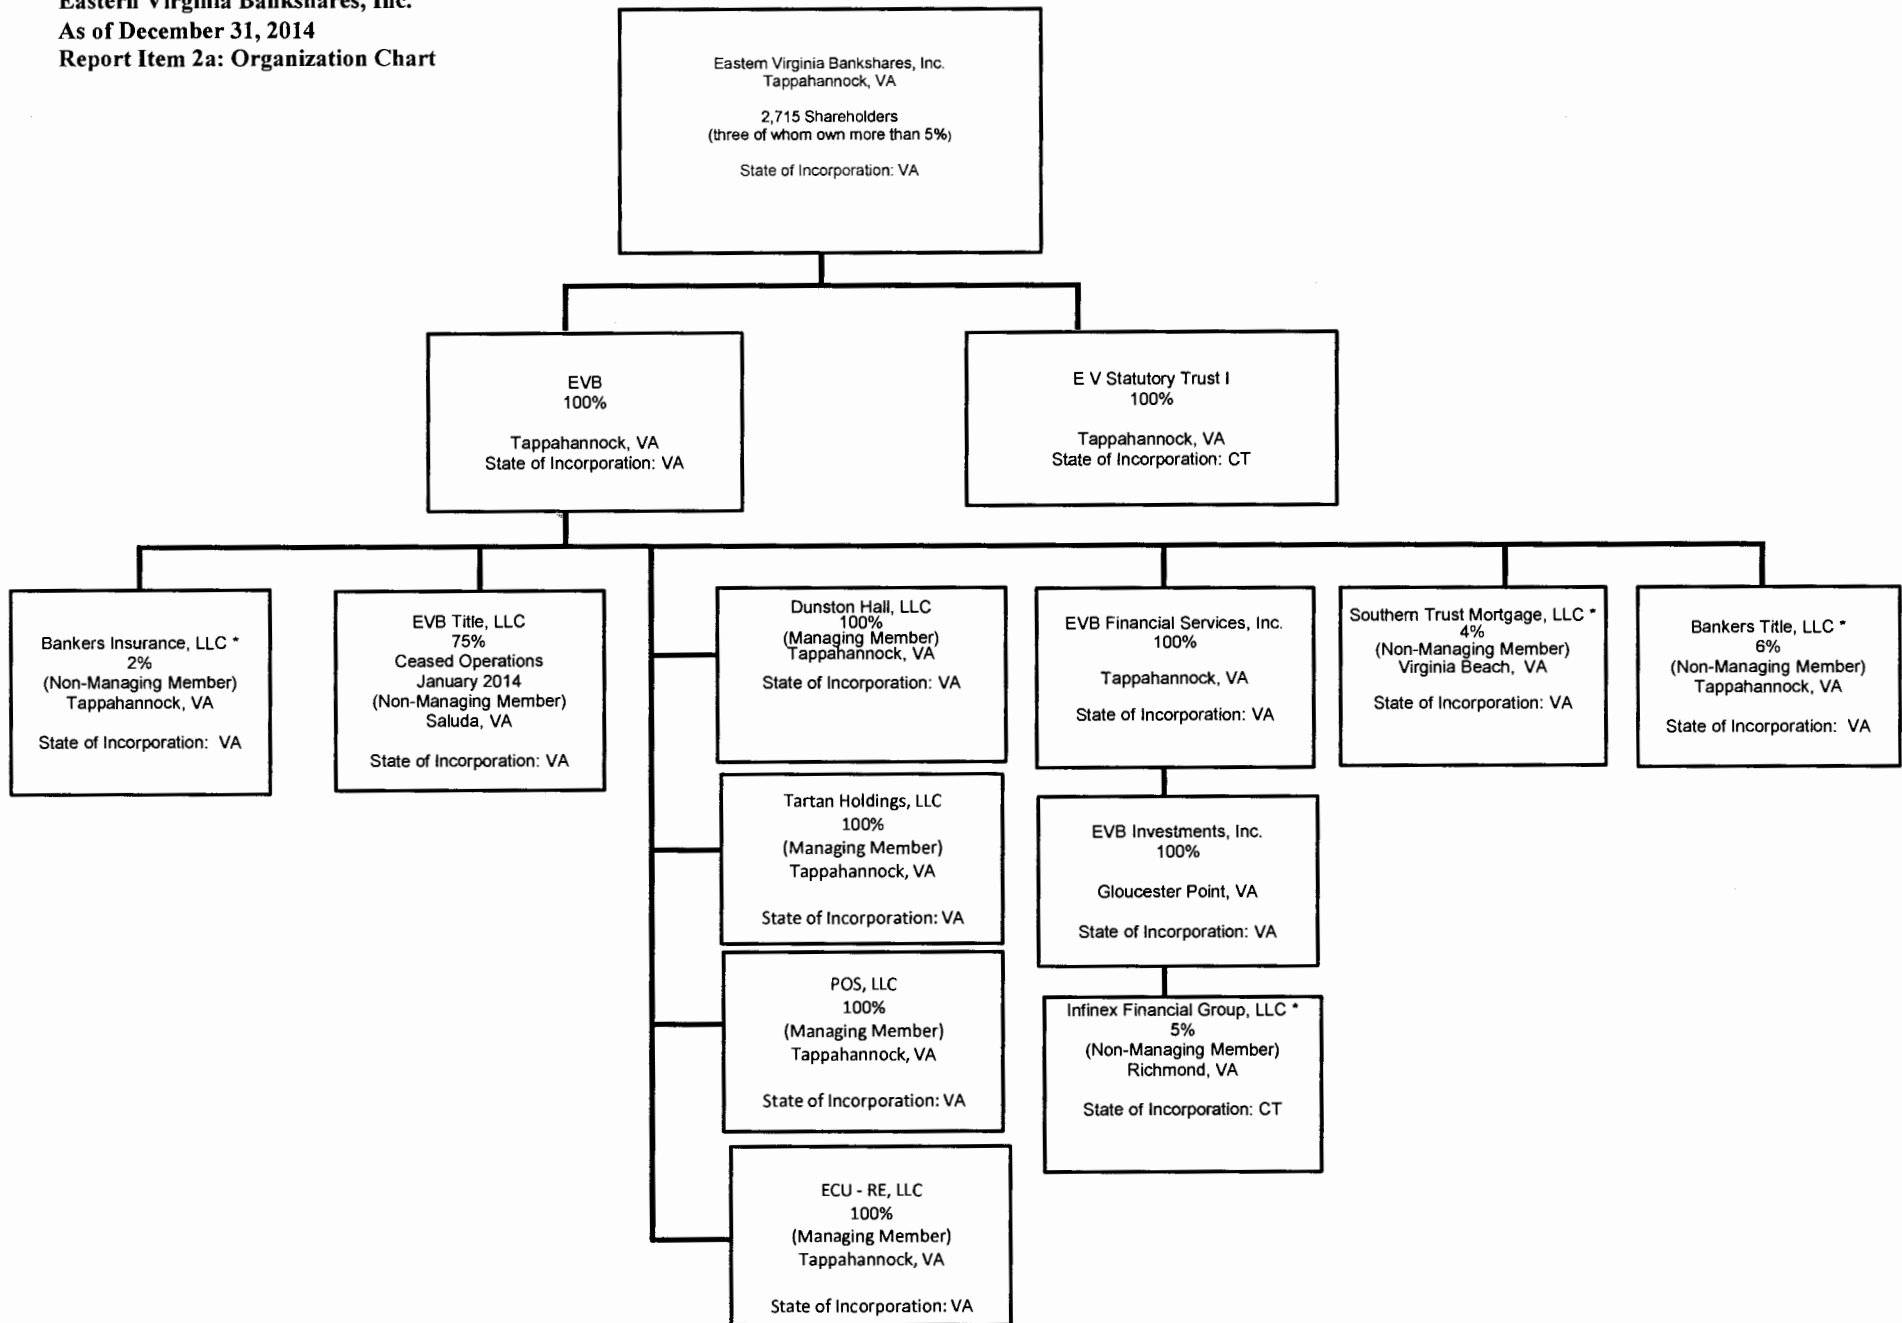 Eastern Virginia Bankshares, Inc.
As of December 31, 2014
Report Item 2a: Organization Chart
Eastern Virginia Bankshares, Inc.
Tappahannock, VA
2,715 Shareholders
(three of whom own more than 5%)
State of Incorporation: VA
EVB
100%
Tappahannock, VA
State of Incorporation: VA
E V Statutory Trust I
100%
Tappahannock, VA
State of Incorporation: CT
Bankers Insurance, LLC *
2%
(Non-Managing Member)
Tappahannock, VA
State of Incorporation: VA
EVB Title, LLC
75%
Ceased Operations
January 2014
(Non-Managing Member)
Saluda, VA
State of Incorporation: VA
Dunston Hall, LLC
100%
(Managing Member)
Tappahannock, VA
State of Incorporation: VA
Tartan Holdings, LLC
100%
(Managing Member)
Tappahannock, VA
State of Incorporation: VA
POS, LLC
100%
(Managing Member)
Tappahannock, VA
State of Incorporation: VA
ECU - RE, LLC
100%
(Managing Member)
Tappahannock, VA
State of Incorporation: VA
EVB Financial Services, Inc.
100%
Tappahannock, VA
State of Incorporation: VA
EVB Investments, Inc.
100%
Gloucester Point, VA
State of Incorporation: VA
Infinex Financial Group, LLC *
5%
(Non-Managing Member)
Richmond, VA
State of Incorporation: CT
Southern Trust Mortgage, LLC *
4%
(Non-Managing Member)
Virginia Beach, VA
State of Incorporation: VA
Bankers Title, LLC *
6%
(Non-Managing Member)
Tappahannock, VA
State of Incorporation: VA